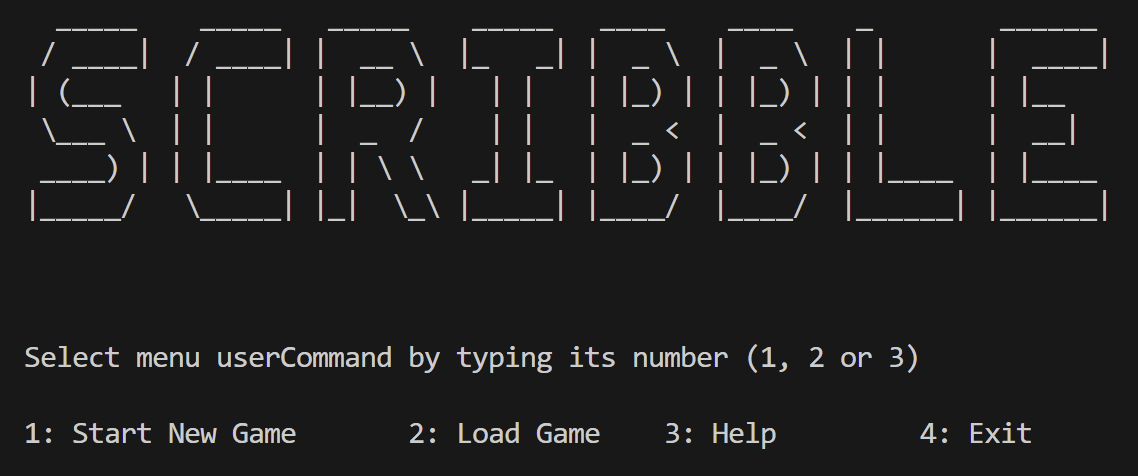 SCRIBBLE
Select menu userCommand by typing its number (1, 2 or 3)
1: Start New Game 2: Load Game 3: Help 4: Exit